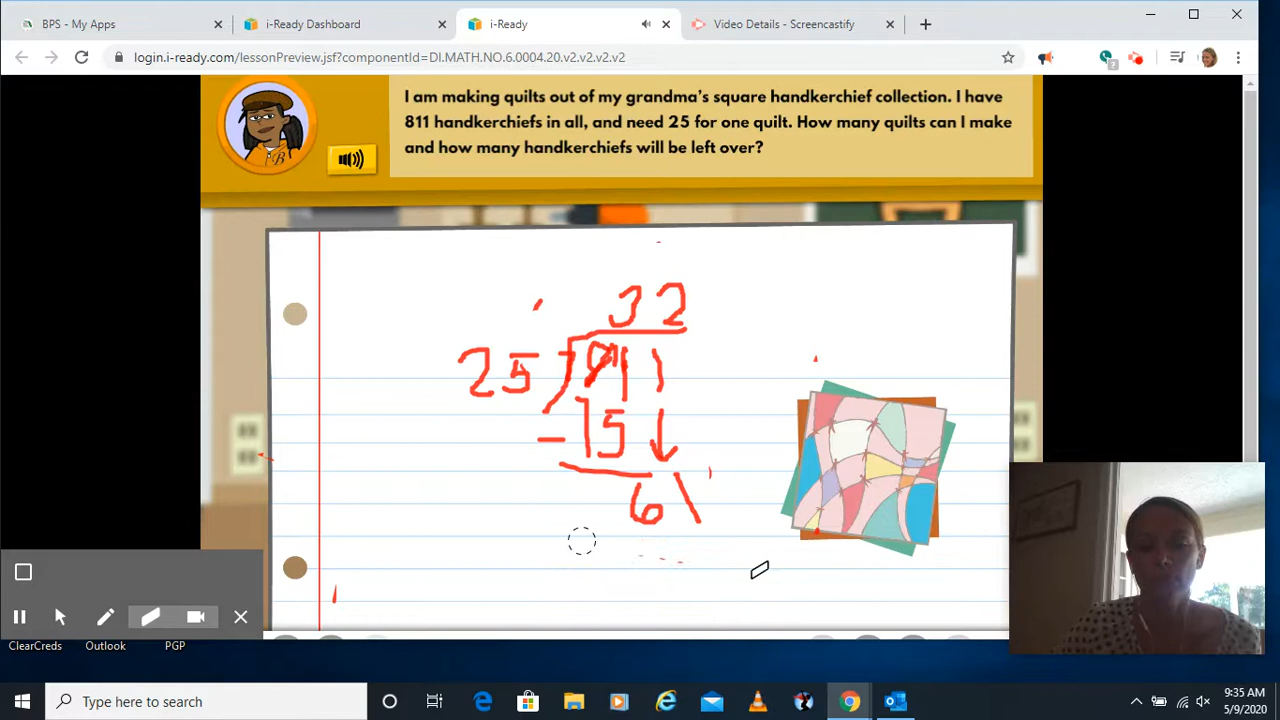 BPS - My Apps
i-Ready Dashboard
i-Ready
Video Details - Screencastify
login.i-ready.com/lessonPreview.jsf?componentId=DI.MATH.NO.6.0004.20.v2.v2.v2.v2
I am making quilts out of my grandma's square handkerchief collection. I have
811 handkerchiefs in all, and need 25 for one quilt. How many quilts can I make
and how many handkerchiefs will be left over?
B
32
25
- 15
6
ClearCreds
Outlook
PGP
Type here to search
9:35 AM
5/9/2020